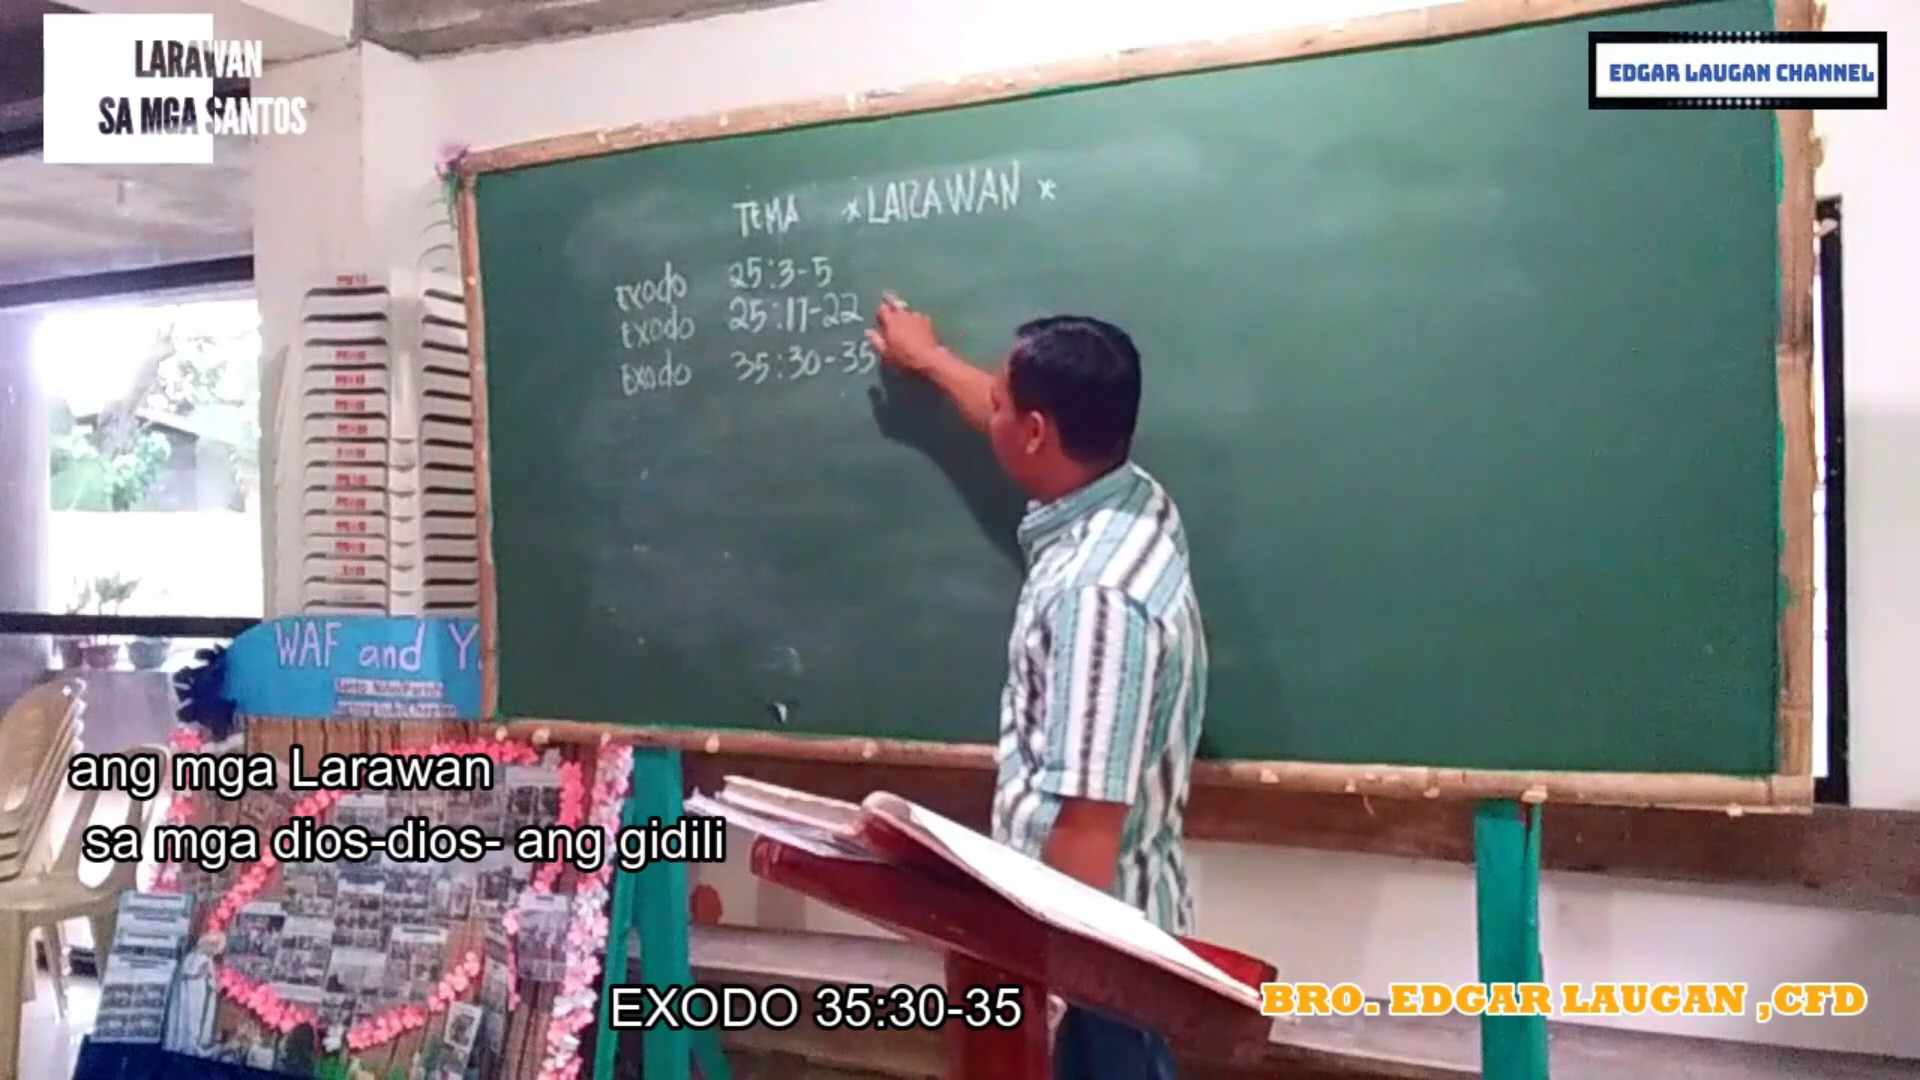 LARAWAN
SA MGA SANTOS
EDGAR LAUGAN CHANNEL
TEMA *LARAWAN*
Exodo 25:3-5
Exodo 25:17-22
Exodo 35:30-35
WAF and Y
ang mga Larawan
sa mga dios-dios- ang gidili
EXODO 35:30-35
BRO. EDGAR LAUGAN ,CFD